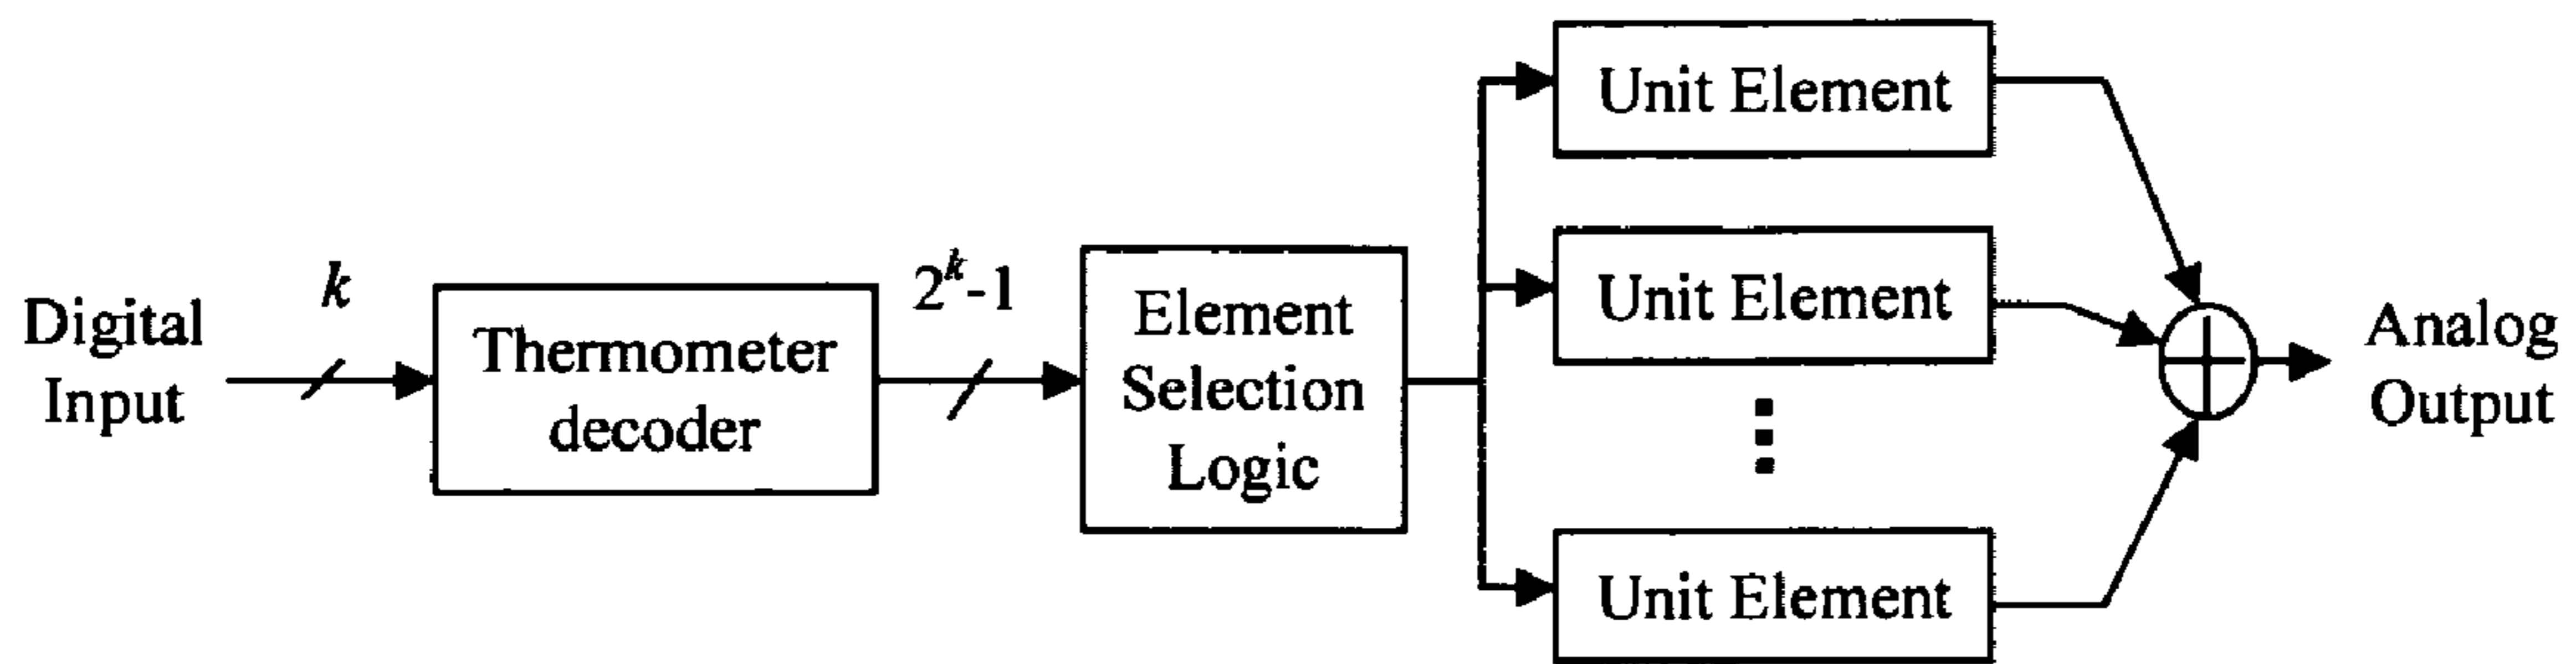 Digital
Input
k
Thermometer
decoder
2^k-1
Element
Selection
Logic
Unit Element
Unit Element
Unit Element
Analog
Output